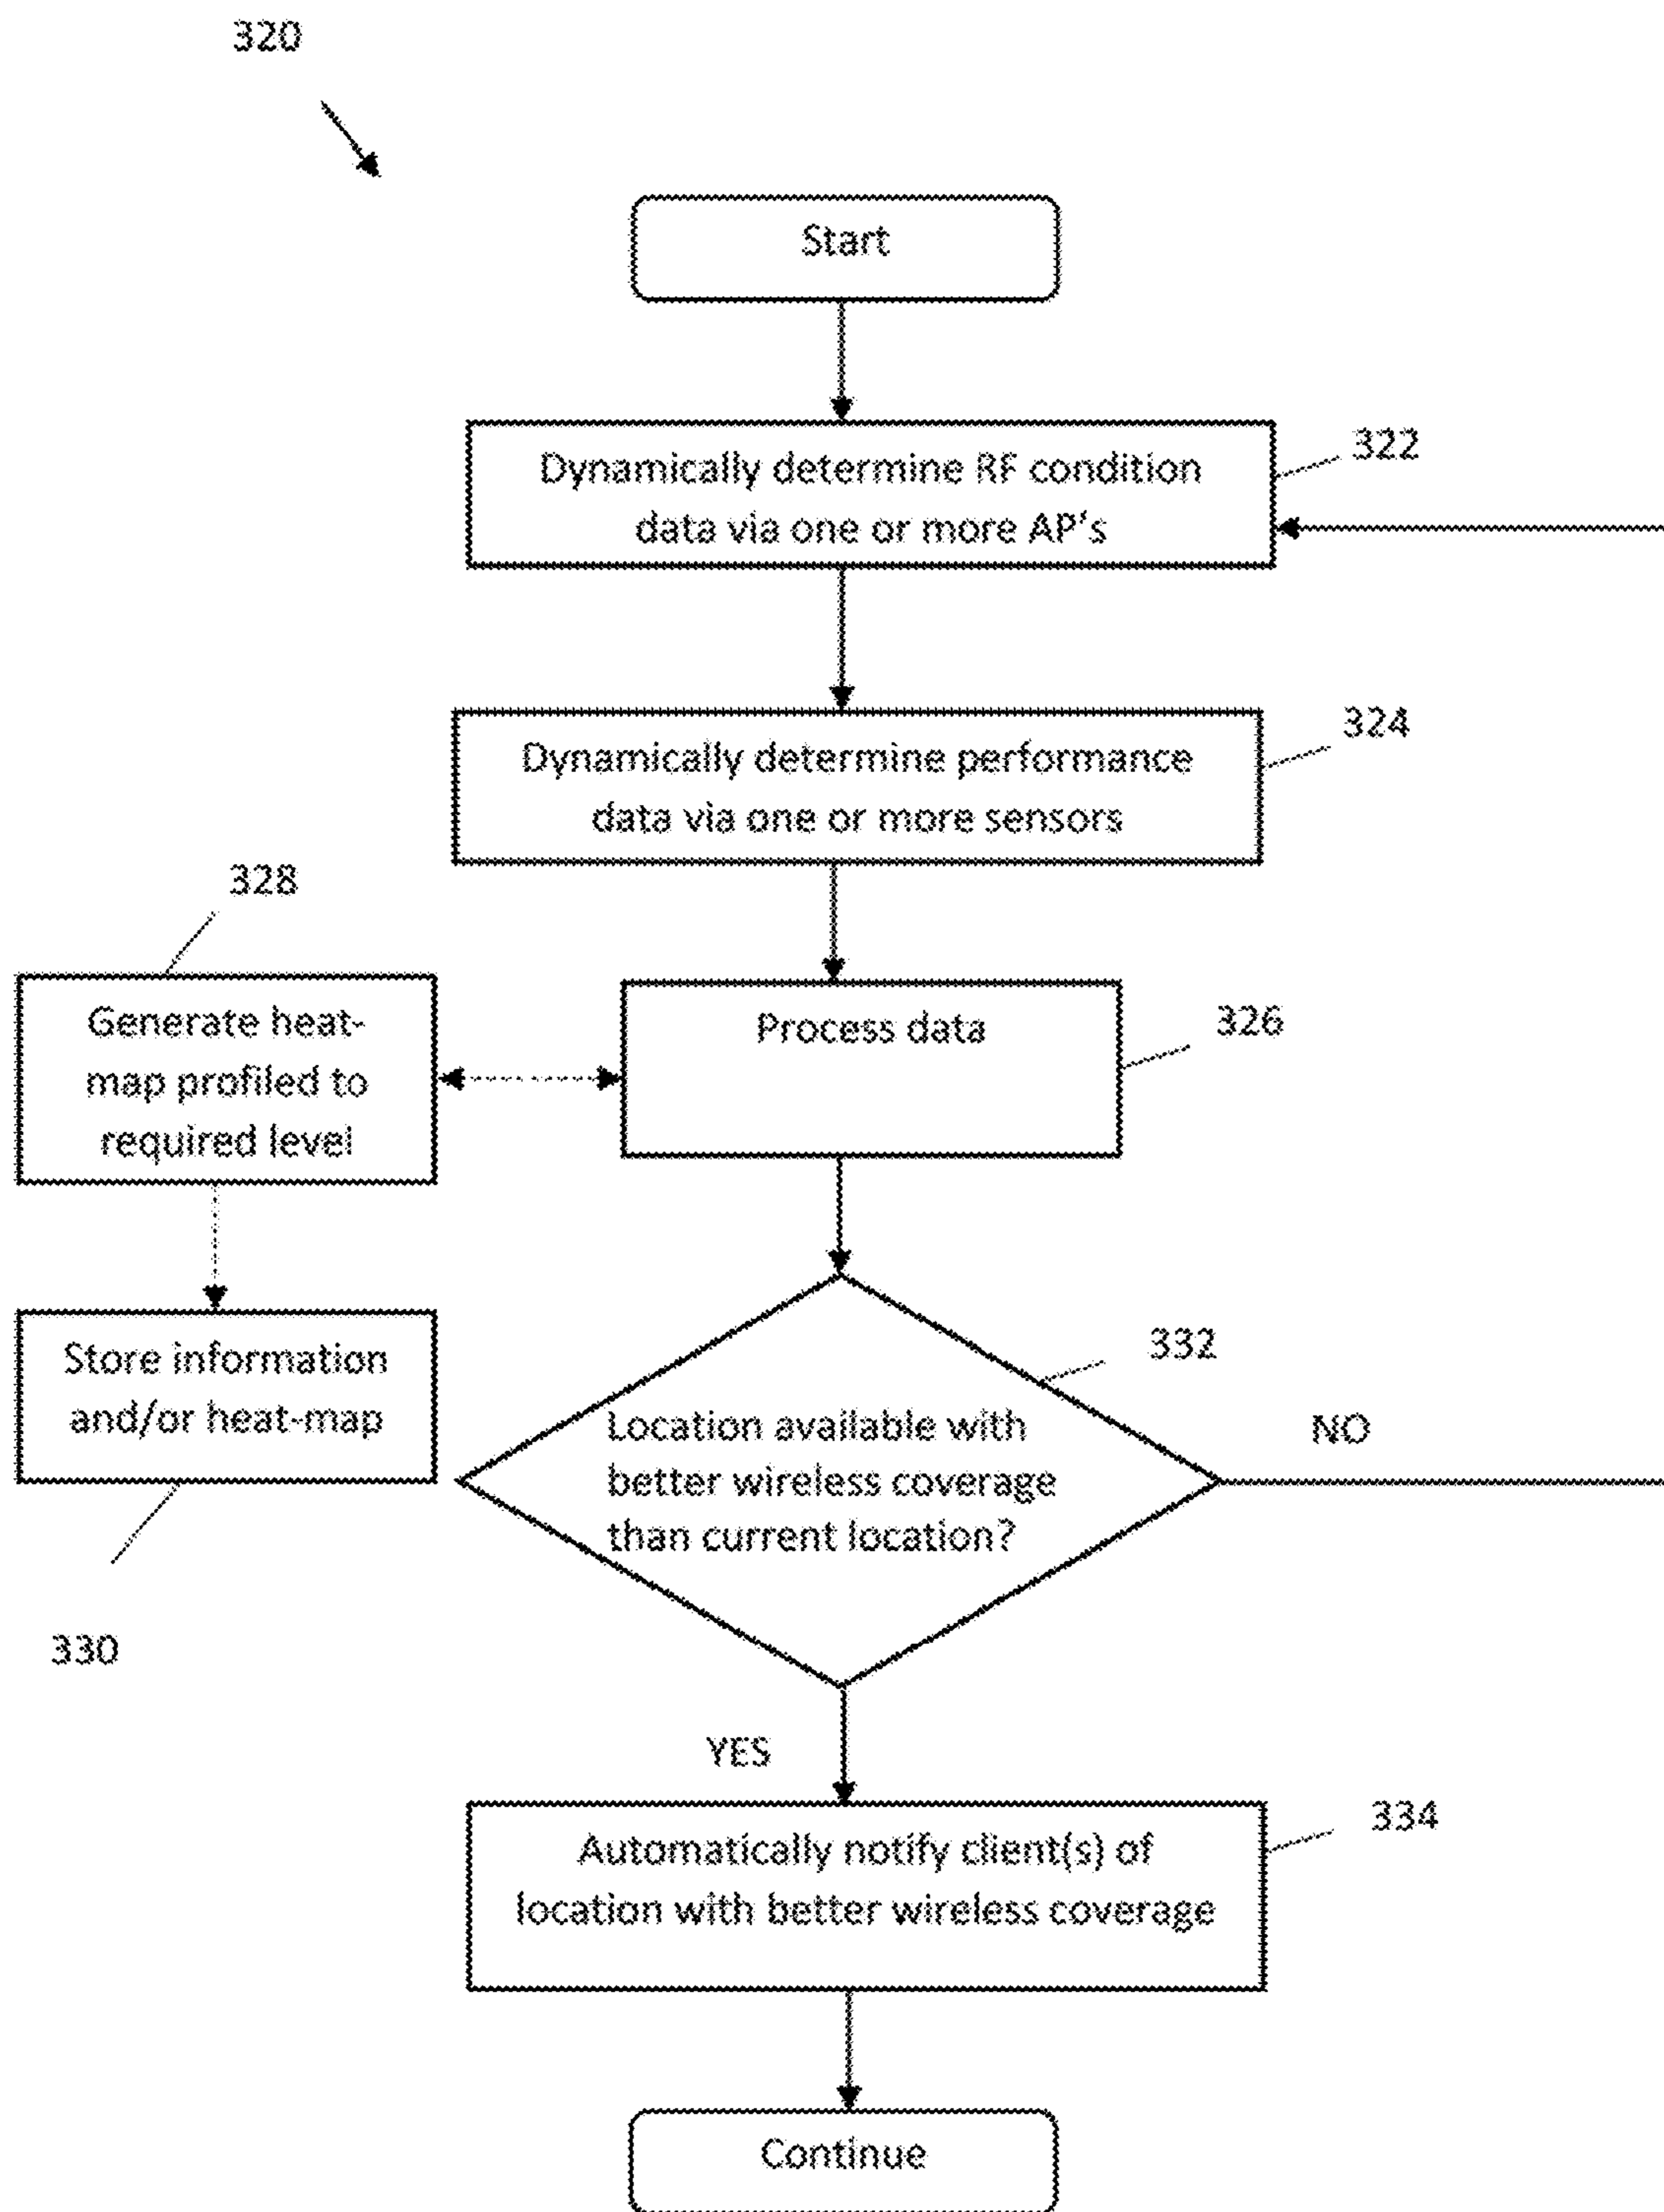 320
Start
Dynamically determine RF condition
data via one or more AP's
322
Dynamically determine performance
data via one or more sensors
324
328
Generate heat-
map profiled to
required level
Process data
326
Store information
and/or heat-map
330
332
Location available with
better wireless coverage
than current location?
NO
YES
Automatically notify client(s) of
location with better wireless coverage
334
Continue